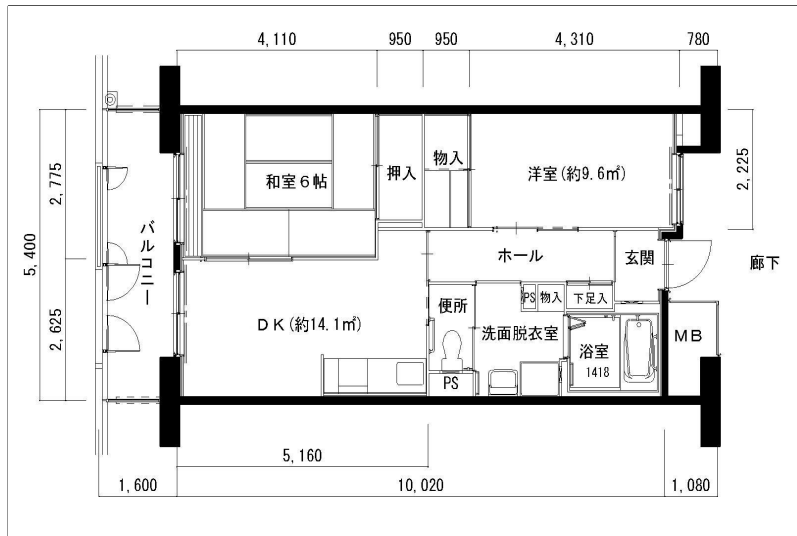 4,110
950
950
4,310
780
5,400
2,775
2,625
2,225
和室6帖
押入
物入
洋室(約9.6㎡)
バルコニー
ホール
玄関
廊下
DK(約14.1㎡)
便所
PS
物入
下足入
洗面脱衣室
浴室
1418
MB
PS
5,160
1,600
10,020
1,080